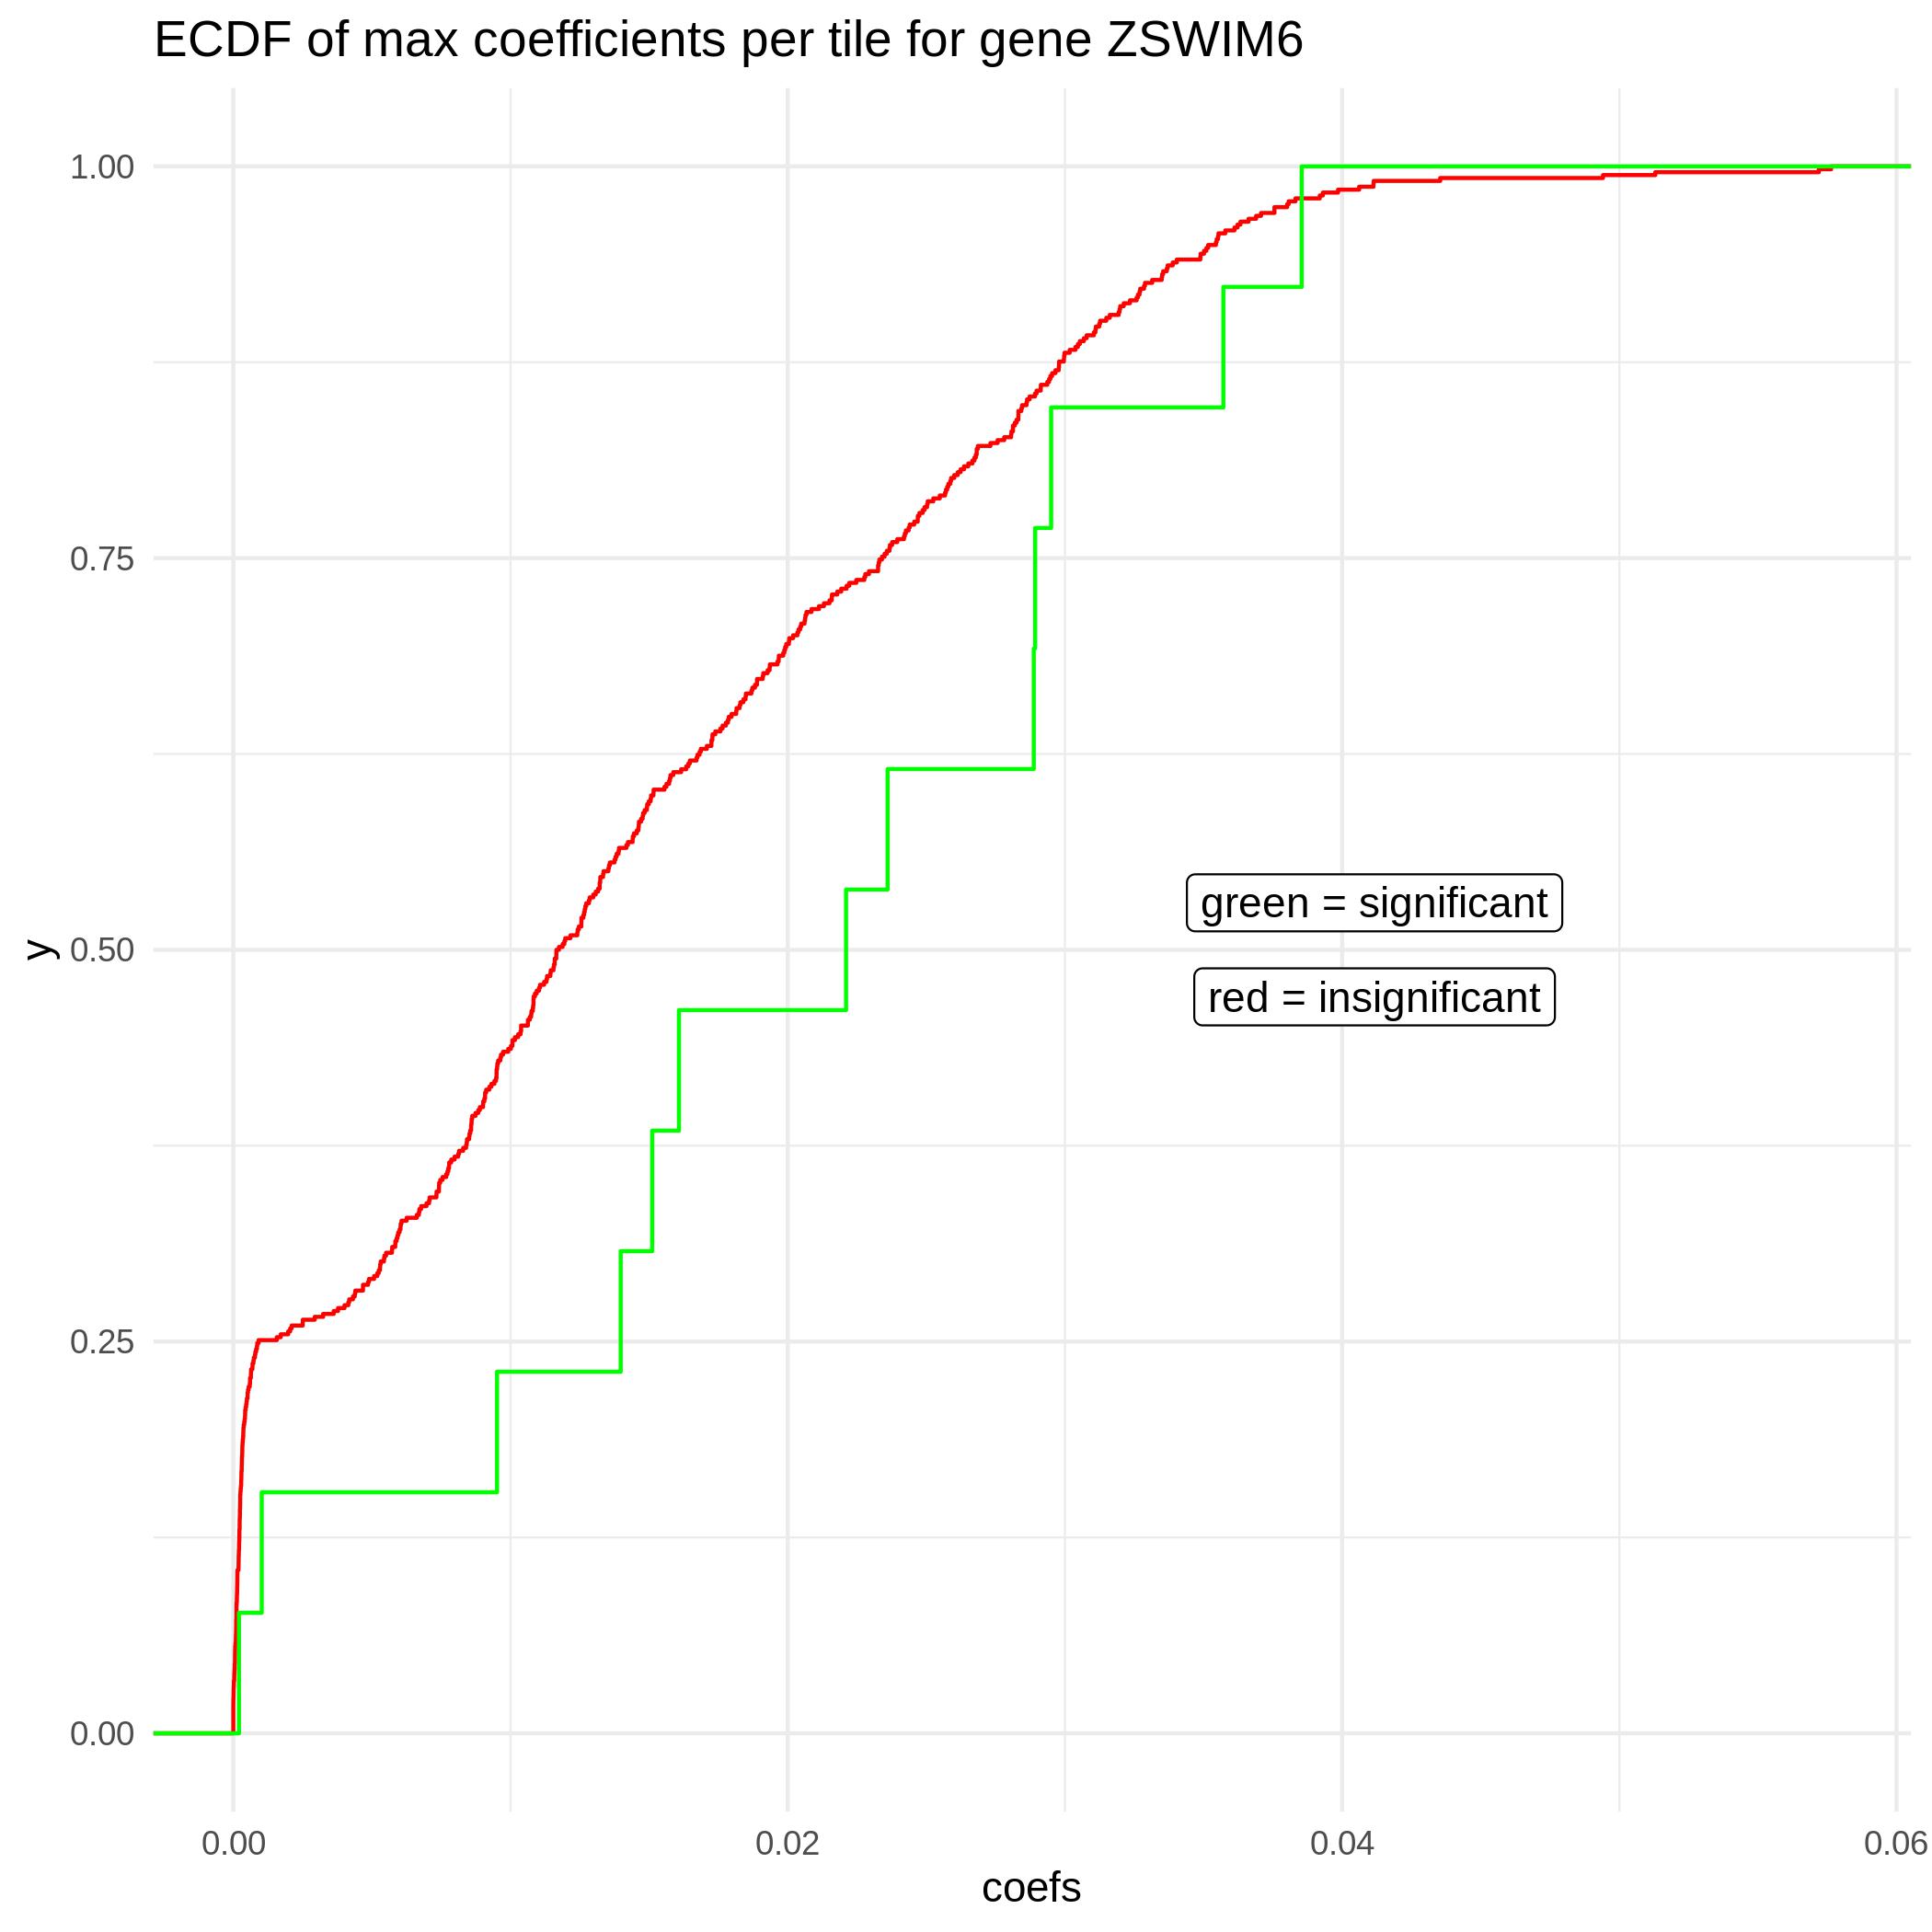 ECDF of max coefficients per tile for gene ZSWIM6
1.00
0.75
0.50
0.25
0.00
y
green = significant
red = insignificant
0.00
0.02
0.04
0.06
coefs